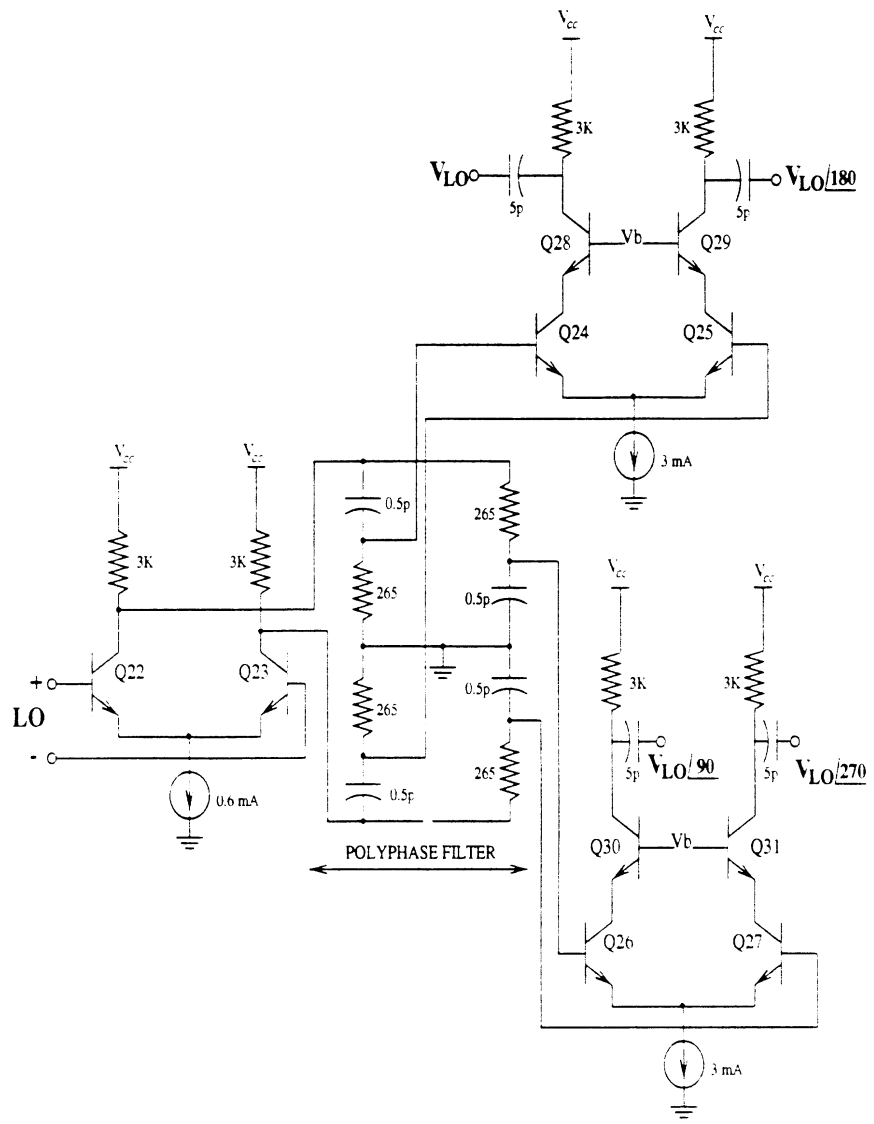 Vcc
Vcc
3K
3K
VLO
5p
5p
VLO/180
Q28
Vb
Q29
Q24
Q25
3 mA
Vcc
Vcc
3K
3K
0.5p
265
265
0.5p
Q22
Q23
+
LO
-
265
0.5p
0.5p
265
0.6 mA
POLYPHASE FILTER
Vcc
Vcc
3K
3K
5p
VLO/90
5p
VLO/270
Q30
Vb
Q31
Q26
Q27
3 mA